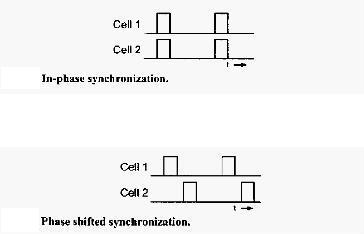 Cell 1
Cell 2
t
In-phase synchronization.
Cell 1
Cell 2
t
Phase shifted synchronization.